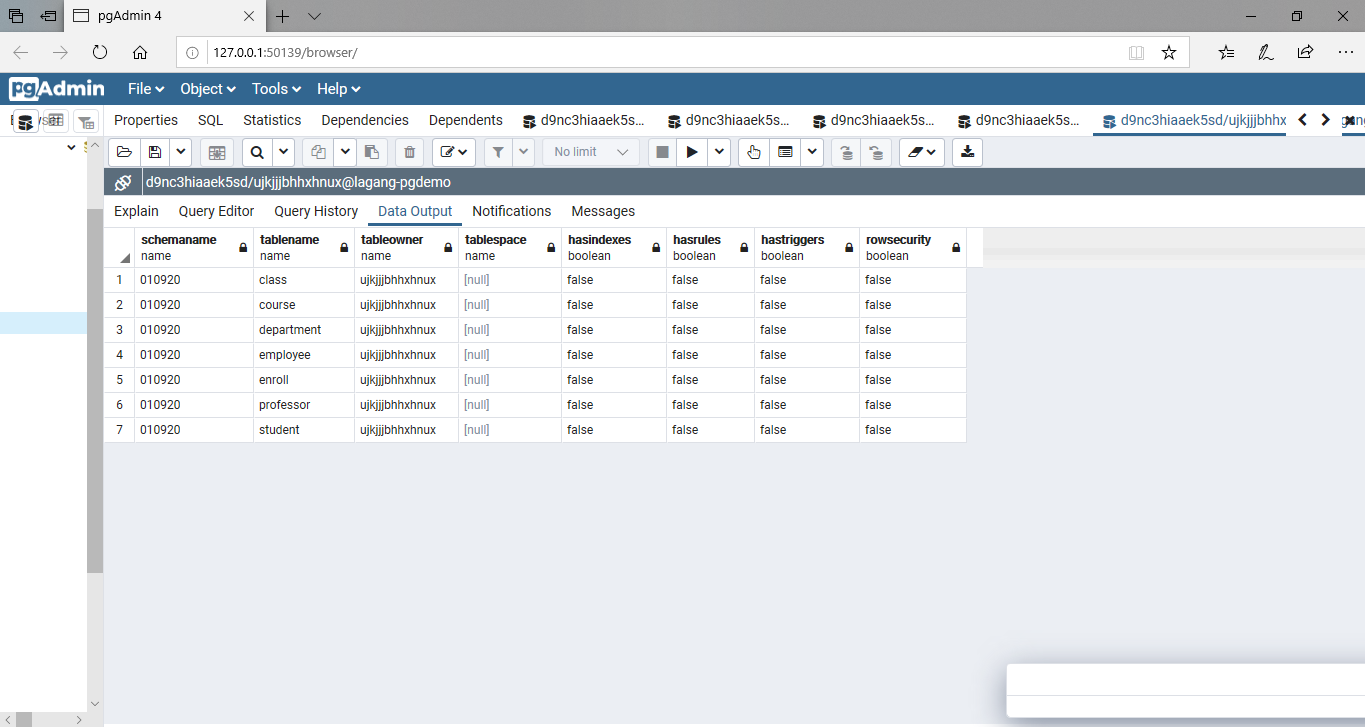 pgAdmin 4
127.0.0.1:50139/browser/
pgAdmin File Object Tools Help
Properties SQL Statistics Dependencies Dependents d9nc3hiaaek5s... d9nc3hiaaek5s... d9nc3hiaaek5s... d9nc3hiaaek5s... d9nc3hiaaek5sd/ujkjjjbhhx
No limit
d9nc3hiaaek5sd/ujkjjjbhhxhnux@lagang-pgdemo
Explain Query Editor Query History Data Output Notifications Messages
schemaname tablename tableowner tablespace hasindexes hasrules hastriggers rowsecurity
name name name name boolean boolean boolean boolean
1 010920 class ujkjjjbhhxhnux [null] false false false false
2 010920 course ujkjjjbhhxhnux [null] false false false false
3 010920 department ujkjjjbhhxhnux [null] false false false false
4 010920 employee ujkjjjbhhxhnux [null] false false false false
5 010920 enroll ujkjjjbhhxhnux [null] false false false false
6 010920 professor ujkjjjbhhxhnux [null] false false false false
7 010920 student ujkjjjbhhxhnux [null] false false false false